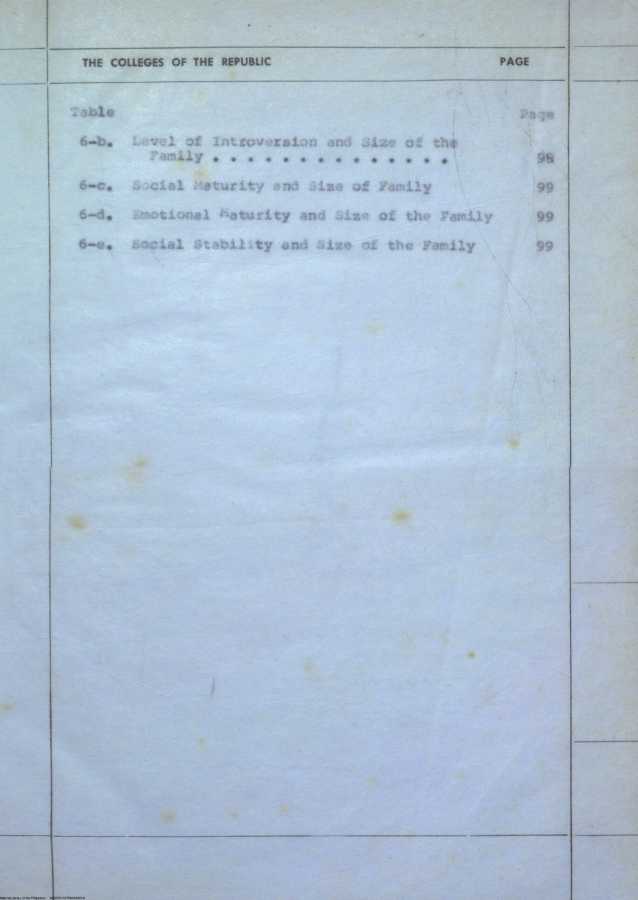 THE COLLEGES OF THE REPUBLIC PAGE
Table Page
6-b. Level of Introversion and Size of the
Family . . . . . . . . . . . . . . 98
6-c. Social Maturity and Size of Family 99
6-d. Emotional Maturity and Size of the Family 99
6-e. Social Stability and Size of the Family 99